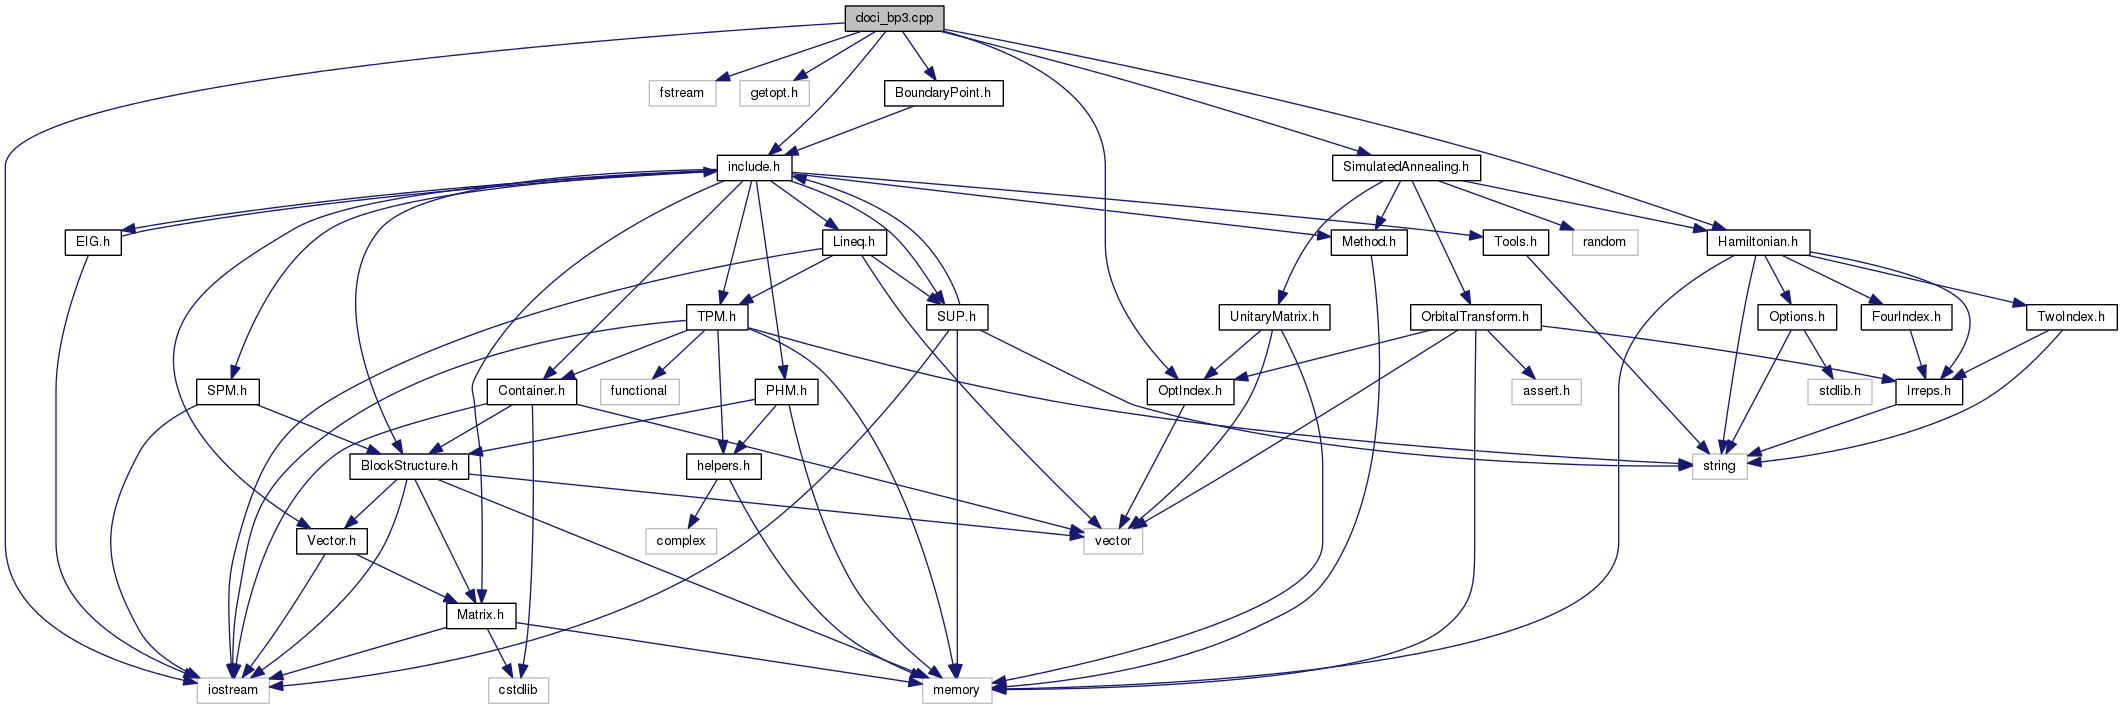 doci_bp3.cpp
fstream
getopt.h
BoundaryPoint.h
include.h
SimulatedAnnealing.h
EIG.h
Lineq.h
Method.h
Tools.h
random
Hamiltonian.h
TPM.h
SUP.h
UnitaryMatrix.h
OrbitalTransform.h
Options.h
FourIndex.h
TwoIndex.h
SPM.h
Container.h
functional
PHM.h
OptIndex.h
assert.h
stdlib.h
Irreps.h
BlockStructure.h
helpers.h
string
Vector.h
complex
vector
Matrix.h
iostream
cstdlib
memory